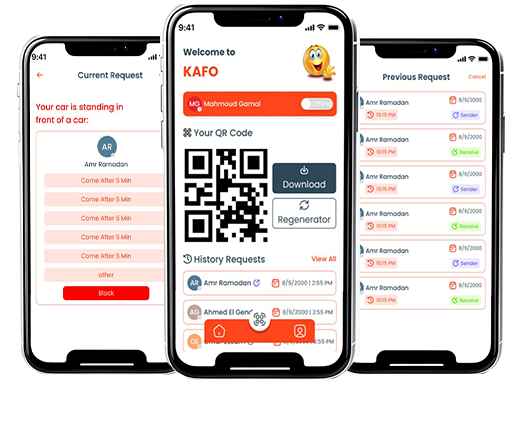 9:41
Current Request
Your car is standing in
front of a car:
AR
Amr Ramadan
Come After 5 Min
Come After 5 Min
Come After 5 Min
Come After 5 Min
Come After 5 Min
other
Block
9:41
Welcome to
KAFO
MG Mahmoud Gamal Offline
Your QR Code
Download
Regenerator
History Requests View All
AR Amr Ramadan 8/9/2000 | 2:55 PM
AG Ahmed El 8/9/2000 | 2:55 PM
2:55 PM
9:41
Previous Request Cancel
Amr Ramadan 8/9/2000
10:15 PM Sender
Amr Ramadan 8/9/2000
10:15 PM Receive
Amr Ramadan 8/9/2000
10:15 PM Sender
Amr Ramadan 8/9/2000
10:15 PM Receive
Amr Ramadan 8/9/2000
10:15 PM Sender
Amr Ramadan 8/9/2000
10:15 PM Receive